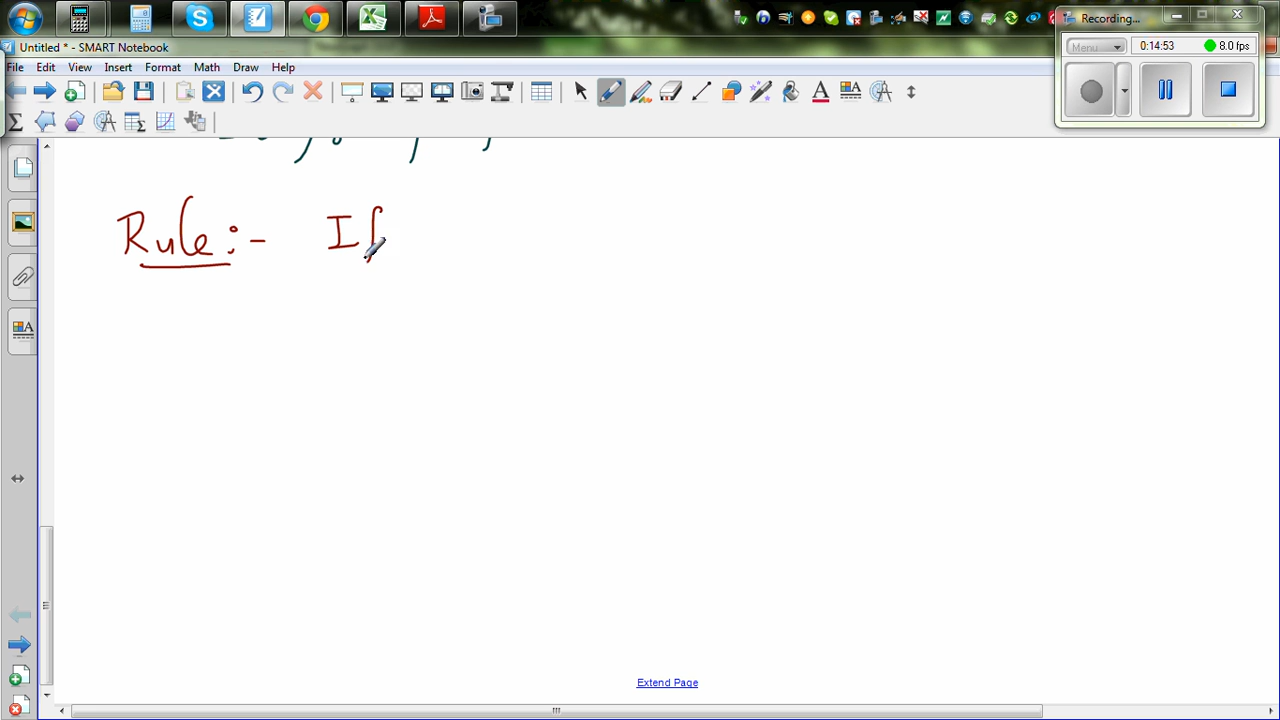 Recording...
Untitled * - SMART Notebook
Menu
0:14:53
8.0 fps
File Edit View Insert Format Math Draw Help
Rule:- If
Extend Page